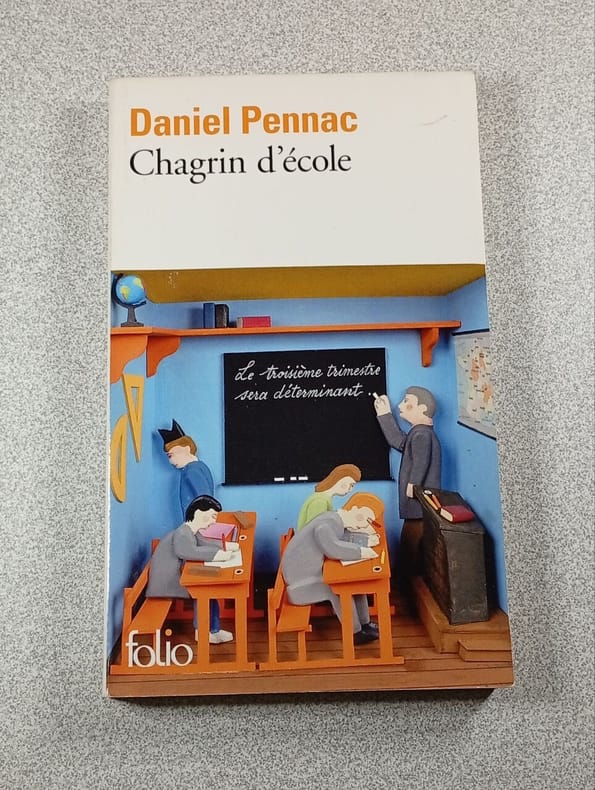 Daniel Pennac
Chagrin d'école
Le troisième trimestre
sera déterminant.
folio